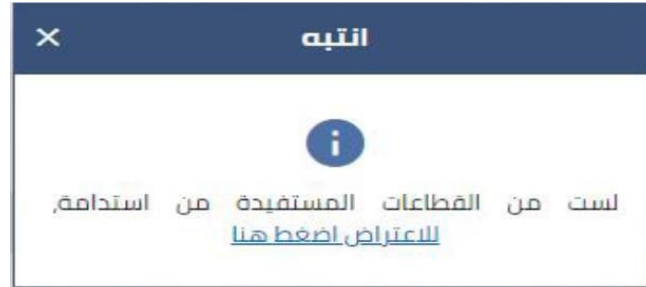 انتبه
لست من القطاعات المستفيدة من استدامة,
للاعتراض اضغط هنا